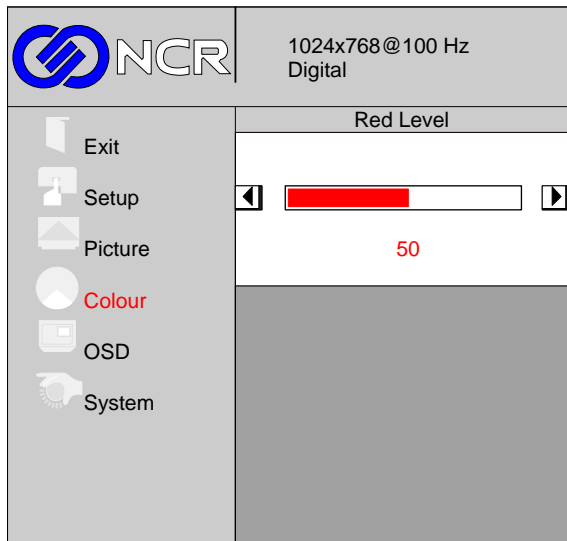 NCR
1024x768@100 Hz
Digital
Red Level
50
Exit
Setup
Picture
Colour
OSD
System